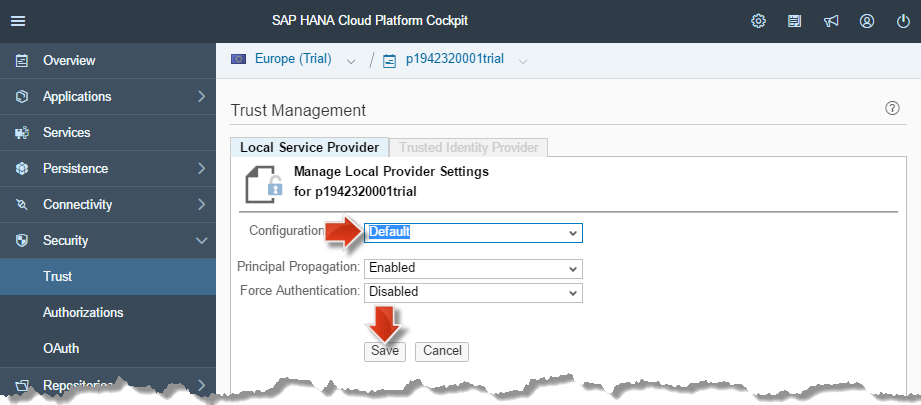 SAP HANA Cloud Platform Cockpit
Overview
Applications
Services
Persistence
Connectivity
Security
Trust
Authorizations
OAuth
Repositories
Europe (Trial) / p1942320001trial
Trust Management
?
Local Service Provider Trusted Identity Provider
Manage Local Provider Settings
for p1942320001trial
Configuration Default
Principal Propagation: Enabled
Force Authentication: Disabled
Save Cancel